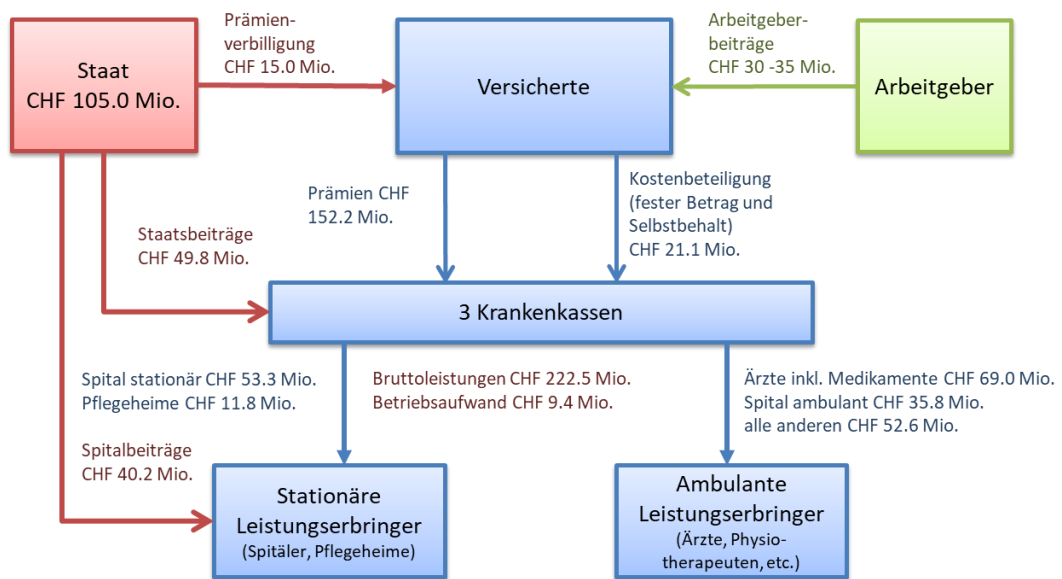 Staat
CHF 105.0 Mio.
Prämien-
verbilligung
CHF 15.0 Mio.
Versicherte
Arbeitgeber-
beiträge
CHF 30 -35 Mio.
Arbeitgeber
Staatsbeiträge
CHF 49.8 Mio.
Prämien CHF
152.2 Mio.
Kostenbeteiligung
(fester Betrag und
Selbstbehalt)
CHF 21.1 Mio.
3 Krankenkassen
Spital stationär CHF 53.3 Mio.
Pflegeheime CHF 11.8 Mio.
Bruttoleistungen CHF 222.5 Mio.
Betriebsaufwand CHF 9.4 Mio.
Ärzte inkl. Medikamente CHF 69.0 Mio.
Spital ambulant CHF 35.8 Mio.
alle anderen CHF 52.6 Mio.
Spitalbeiträge
CHF 40.2 Mio.
Stationäre
Leistungserbringer
(Spitäler, Pflegeheime)
Ambulante
Leistungserbringer
(Ärzte, Physio-
therapeuten, etc.)